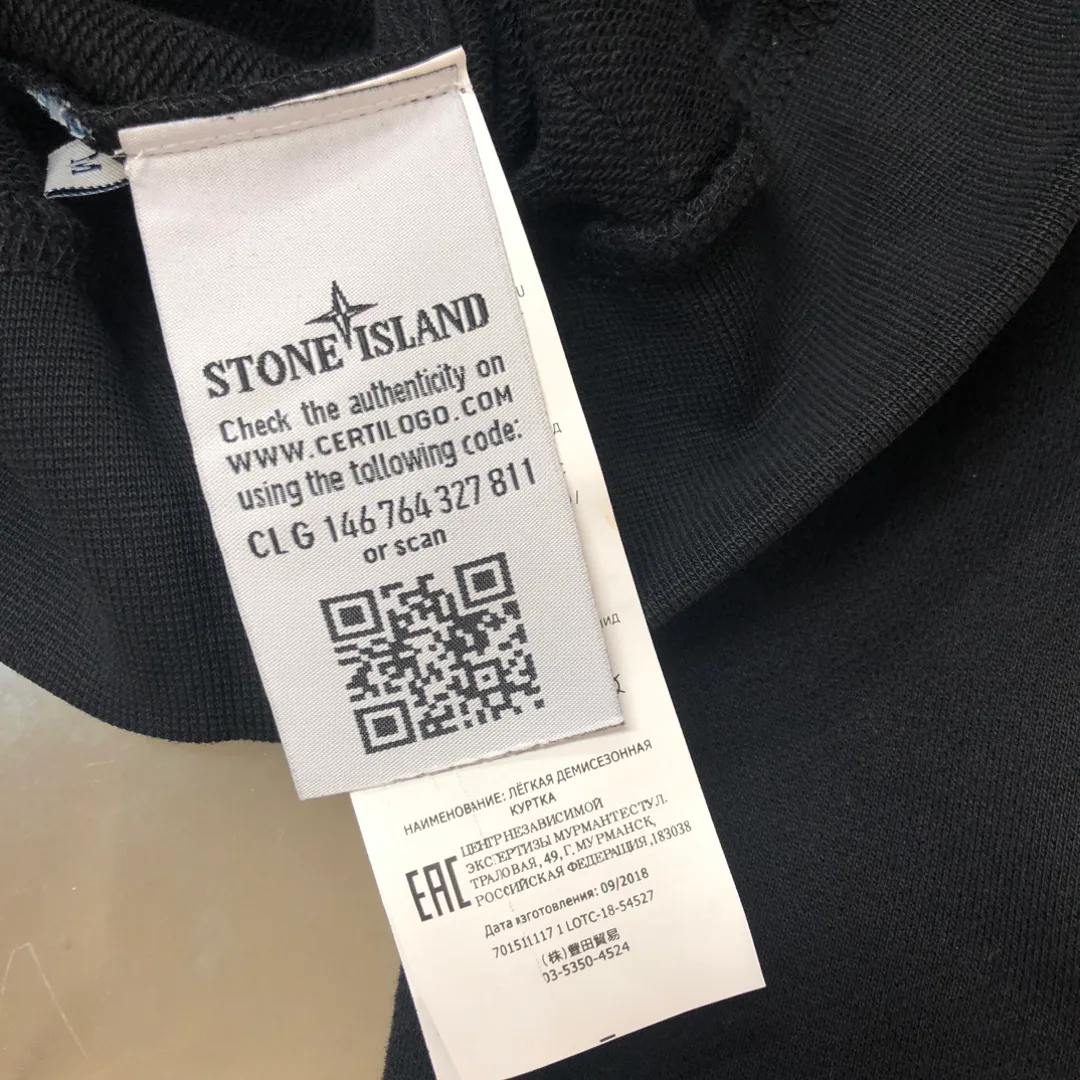 M
STONE ISLAND
Check the authenticity on
WWW.CERTILOGO.COM
using the tollowing code:
CLG 146 764 327 811
or scan
НАИМЕНОВАНИЕ: ЛЁГКАЯ ДЕМИСЕЗОННАЯ
КУРТКА
EAC
ЦЕНТР НЕЗАВИСИМОЙ
ЭКСПЕРТИЗЫ МУРМАНТЕСТ УЛ.
ТРАЛОВАЯ, 49, Г. МУРМАНСК,
РОССИЙСКАЯ ФЕДЕРАЦИЯ, 183038
Дата изготовления: 09/2018
701511117 1 LOTC-18-54527
(株)豊田貿易
03-5350-4524